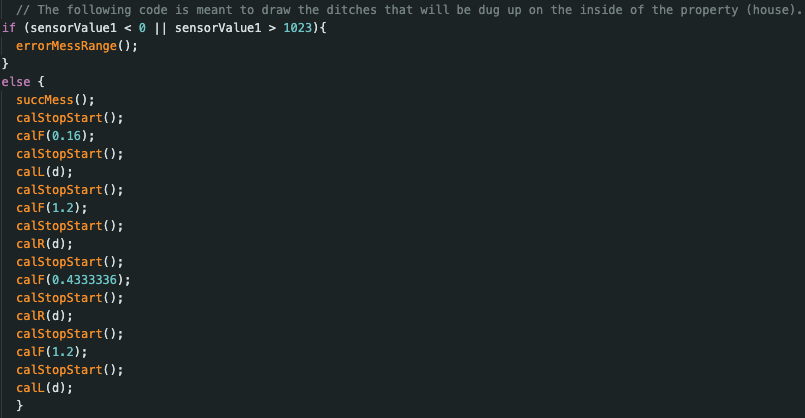 // The following code is meant to draw the ditches that will be dug up on the inside of the property (house).
if (sensorValue1 < 0 || sensorValue1 > 1023){
errorMessRange();
}
else {
succMess();
calStopStart();
calF(0.16);
calStopStart();
calL(d);
calStopStart();
calF(1.2);
calStopStart();
calR(d);
calStopStart();
calF(0.4333336);
calStopStart();
calR(d);
calStopStart();
calF(1.2);
calStopStart();
calL(d);
}